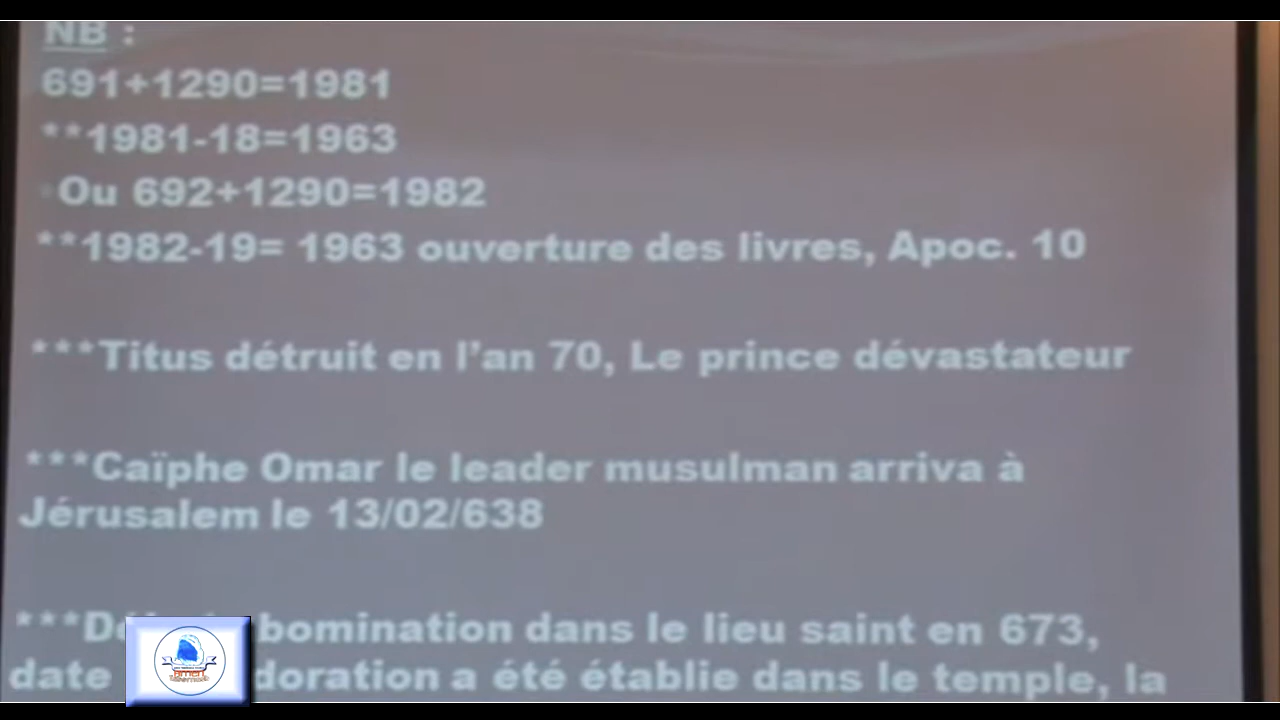 NB :
691+1290=1981
**1981-18=1963
Ou 692+1290=1982
**1982-19= 1963 ouverture des livres, Apoc. 10
***Titus détruit en l’an 70, Le prince dévastateur
***Caïphe Omar le leader musulman arriva à
Jérusalem le 13/02/638
bomination dans le lieu saint en 673,
date doration a été établie dans le temple, la